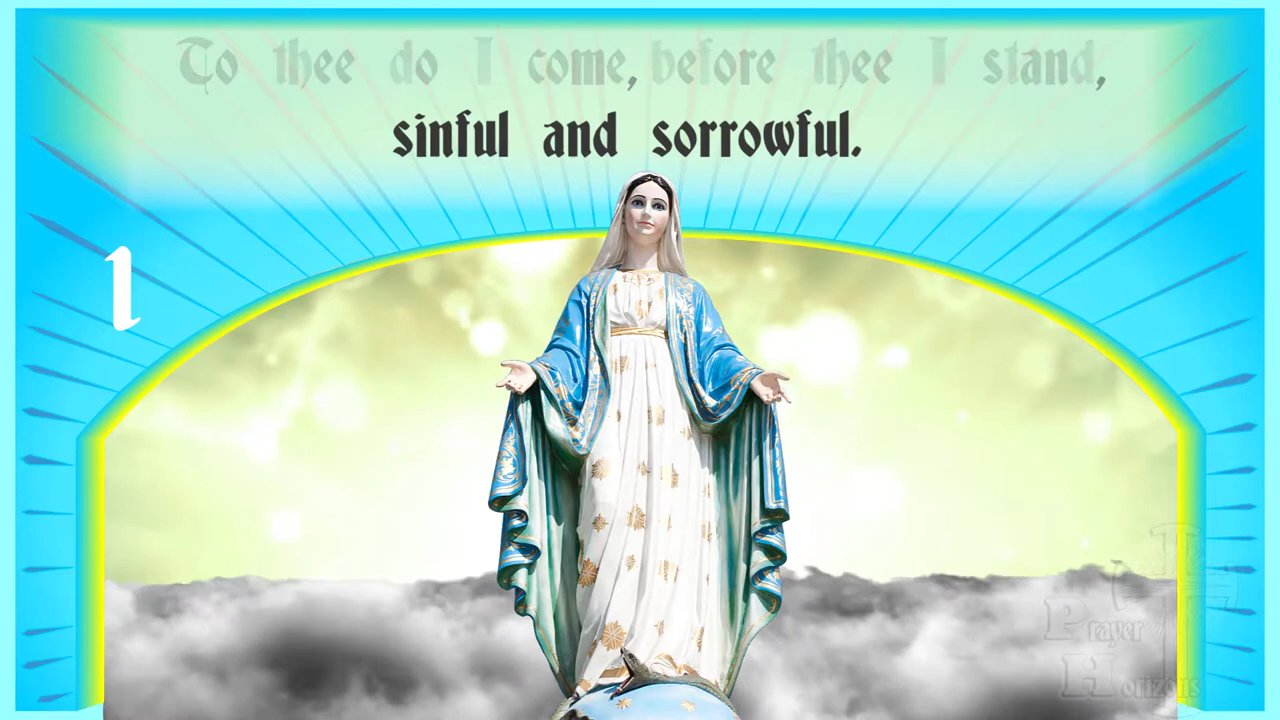 To thee do I come, before thee I stand,
sinful and sorrowful.
1
Prayer
Horizons